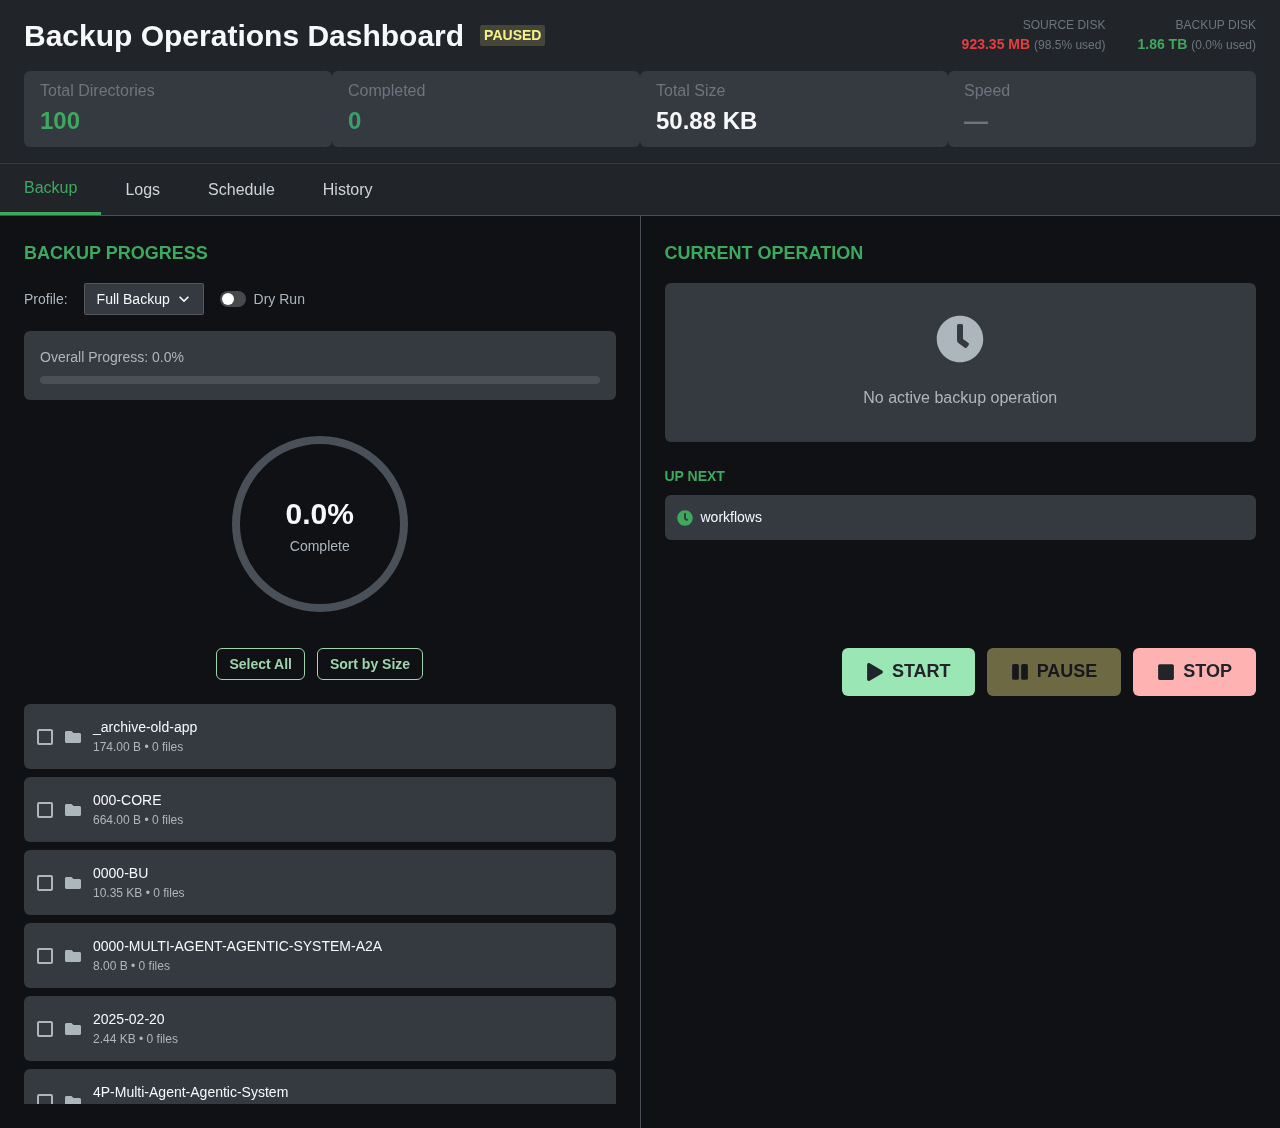 Backup Operations Dashboard
PAUSED
SOURCE DISK
923.35 MB (98.5% used)
BACKUP DISK
1.86 TB (0.0% used)
Total Directories
100
Completed
0
Total Size
50.88 KB
Speed
—
Backup
Logs
Schedule
History
BACKUP PROGRESS
Profile:
Full Backup
Dry Run
Overall Progress: 0.0%
0.0%
Complete
Select All
Sort by Size
_archive-old-app
174.00 B • 0 files
000-CORE
664.00 B • 0 files
0000-BU
10.35 KB • 0 files
0000-MULTI-AGENT-AGENTIC-SYSTEM-A2A
8.00 B • 0 files
2025-02-20
2.44 KB • 0 files
4P-Multi-Agent-Agentic-System
CURRENT OPERATION
No active backup operation
UP NEXT
workflows
START
PAUSE
STOP